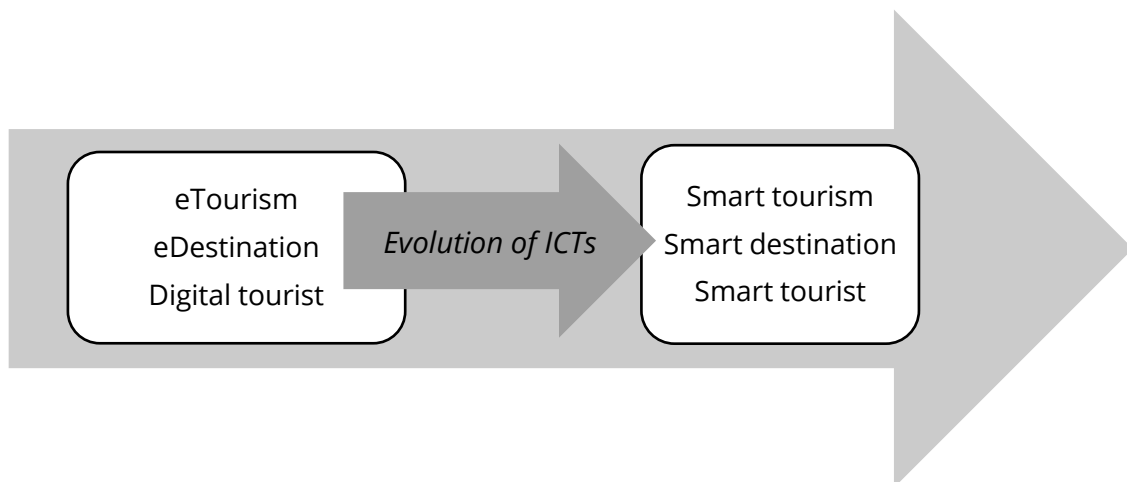 eTourism
eDestination
Digital tourist
Evolution of ICTs
Smart tourism
Smart destination
Smart tourist